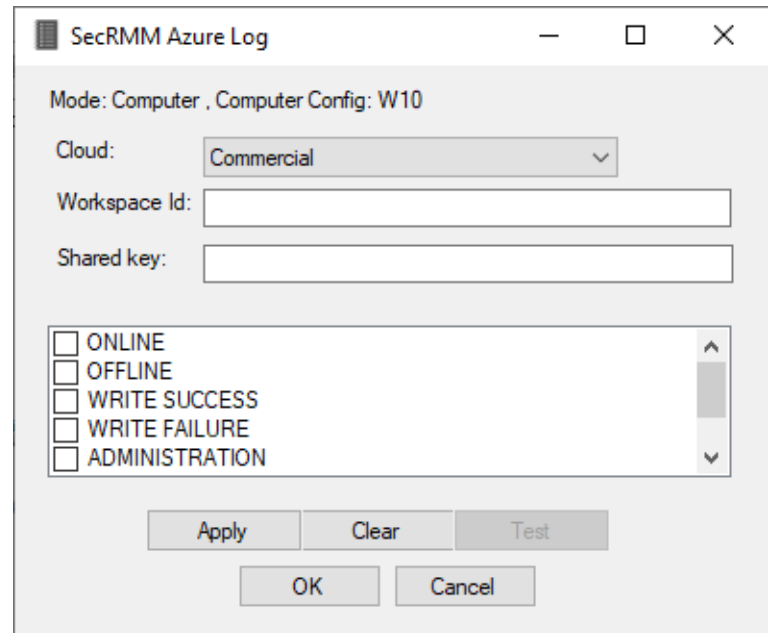 SecRMM Azure Log
Mode: Computer , Computer Config: W10
Cloud: Commercial
Workspace Id:
Shared key:
ONLINE
OFFLINE
WRITE SUCCESS
WRITE FAILURE
ADMINISTRATION
Apply Clear Test
OK Cancel